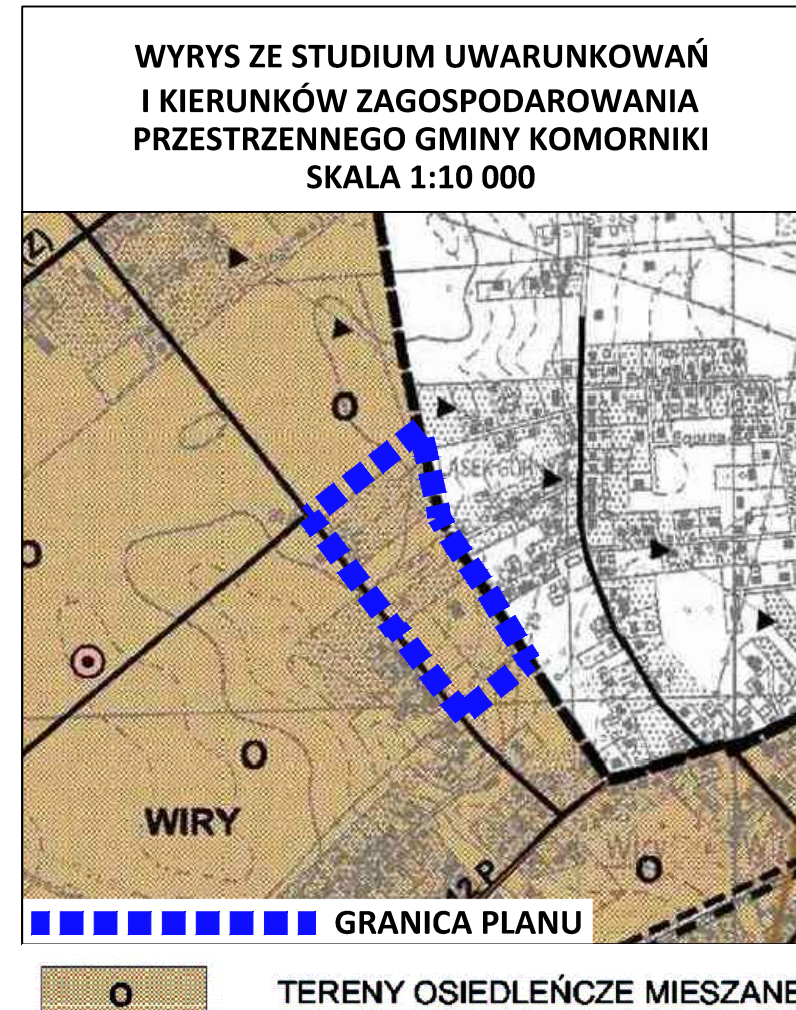 WYRYS ZE STUDIUM UWARUNKOWAŃ
I KIERUNKÓW ZAGOSPODAROWANIA
PRZESTRZENNEGO GMINY KOMORNIKI
SKALA 1:10 000
(Z)
O
O
O
O
WIRY
12 P
O
GRANICA PLANU
O TERENY OSIEDLEŃCZE MIESZANE